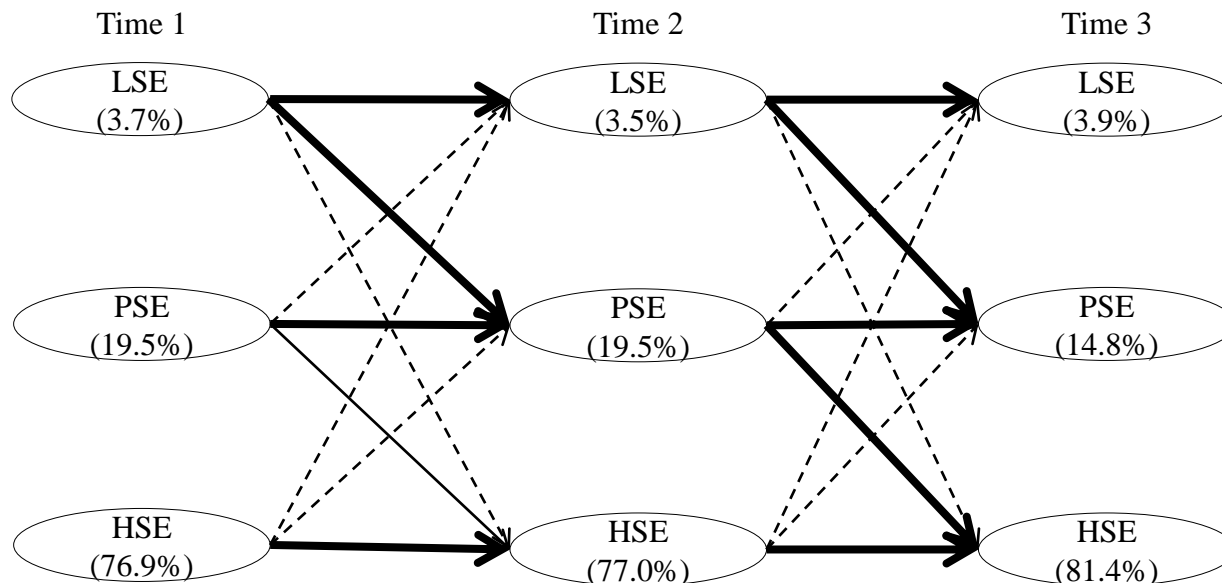 Time 1
Time 2
Time 3
LSE
(3.7%)
LSE
(3.5%)
LSE
(3.9%)
PSE
(19.5%)
PSE
(19.5%)
PSE
(14.8%)
HSE
(76.9%)
HSE
(77.0%)
HSE
(81.4%)